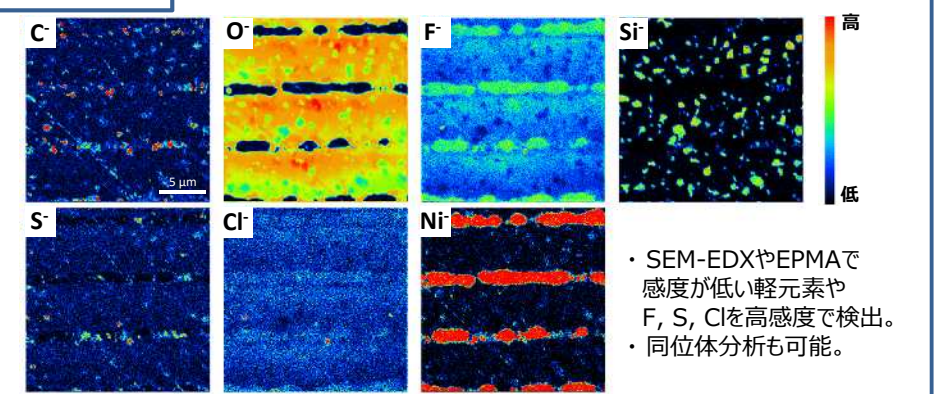 C-
O-
F-
Si-
高
低
5 μm
S-
Cl-
Ni-
・SEM-EDXやEPMAで
感度が低い軽元素や
F, S, Clを高感度で検出。
・同位体分析も可能。